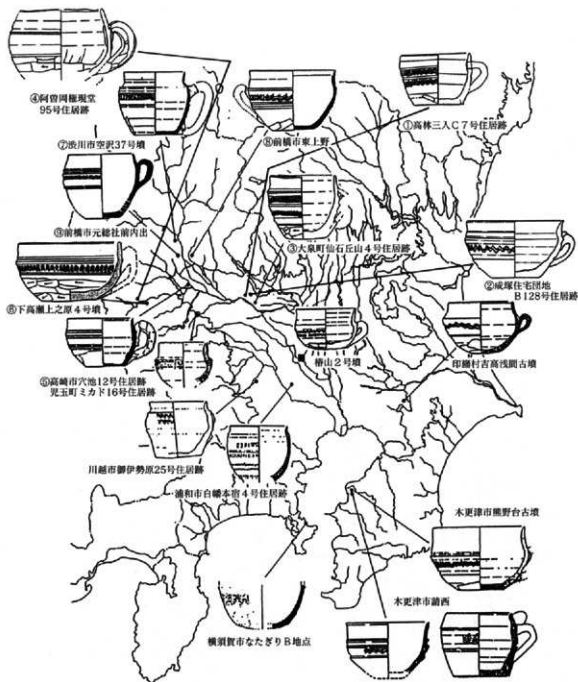 ④阿曽岡権現堂
95号住居跡
⑦渋川市空沢37号墳
⑧前橋市東上野
①高林三入C7号住居跡
⑨前橋市元総社前内出
③大泉町仙石丘山4号住居跡
②成塚住宅団地
B128号住居跡
⑥下高瀬上之原4号墳
椿山2号墳
印旛村吉高浅間古墳
⑤高崎市穴池12号住居跡
児玉町ミカド16号住居跡
川越市御伊勢原25号住居跡
浦和市白幡本宿4号住居跡
木更津市熊野台古墳
木更津市請西
横須賀市なたぎりB地点